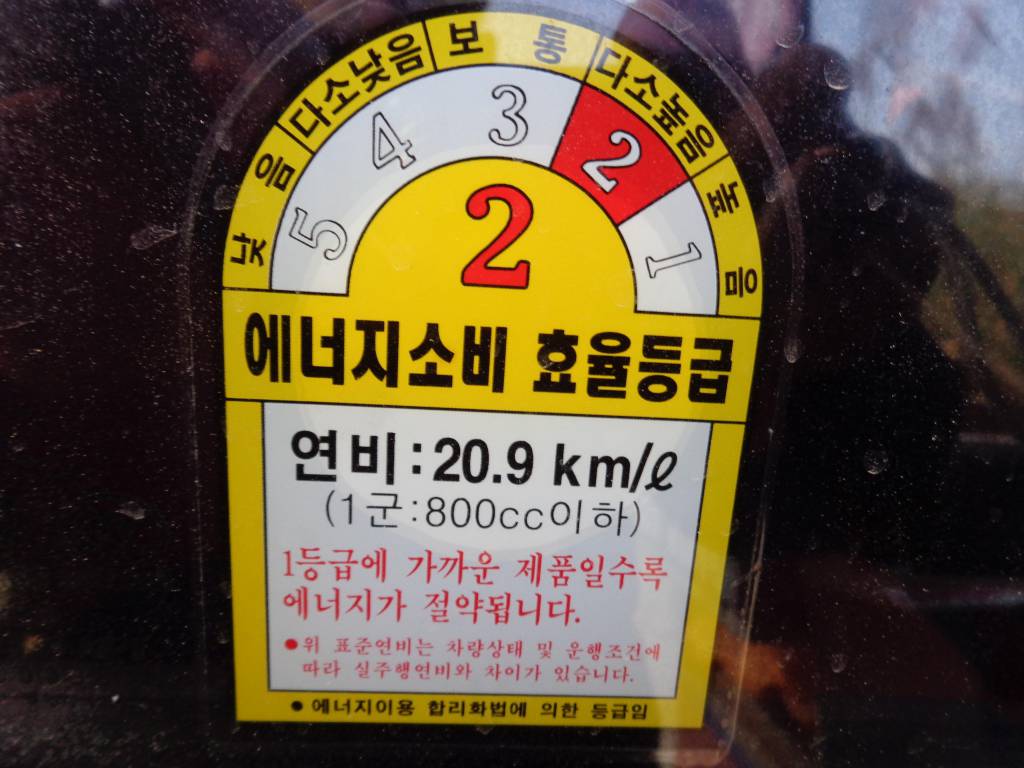 낮음 다소낮음 보통 다소높음 높음
5 4 3 2 1
2
에너지소비 효율등급
연비:20.9 km/ℓ
(1군:800cc이하)
1등급에 가까운 제품일수록
에너지가 절약됩니다.
●위 표준연비는 차량상태 및 운행조건에
따라 실주행연비와 차이가 있습니다.
● 에너지이용 합리화법에 의한 등급임